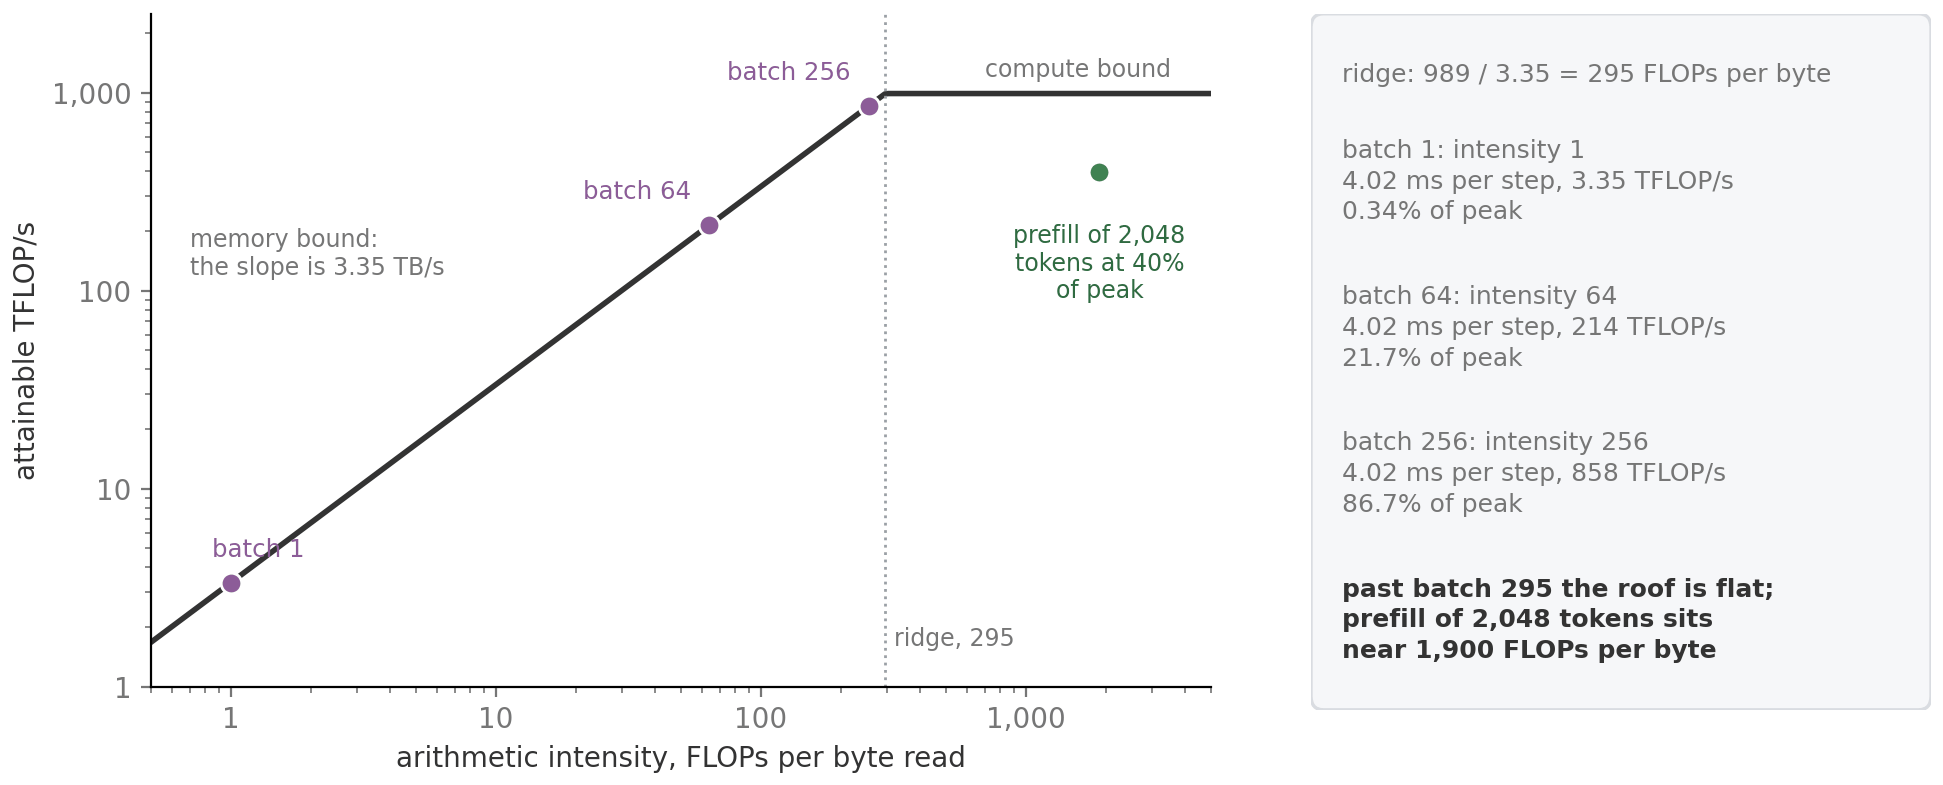 batch 256
compute bound
1,000
batch 64
memory bound:
the slope is 3.35 TB/s
prefill of 2,048
tokens at 40%
of peak
100
attainable TFLOP/s
10
batch 1
ridge, 295
1
1
10
100
1,000
arithmetic intensity, FLOPs per byte read
ridge: 989 / 3.35 = 295 FLOPs per byte
batch 1: intensity 1
4.02 ms per step, 3.35 TFLOP/s
0.34% of peak
batch 64: intensity 64
4.02 ms per step, 214 TFLOP/s
21.7% of peak
batch 256: intensity 256
4.02 ms per step, 858 TFLOP/s
86.7% of peak
past batch 295 the roof is flat;
prefill of 2,048 tokens sits
near 1,900 FLOPs per byte